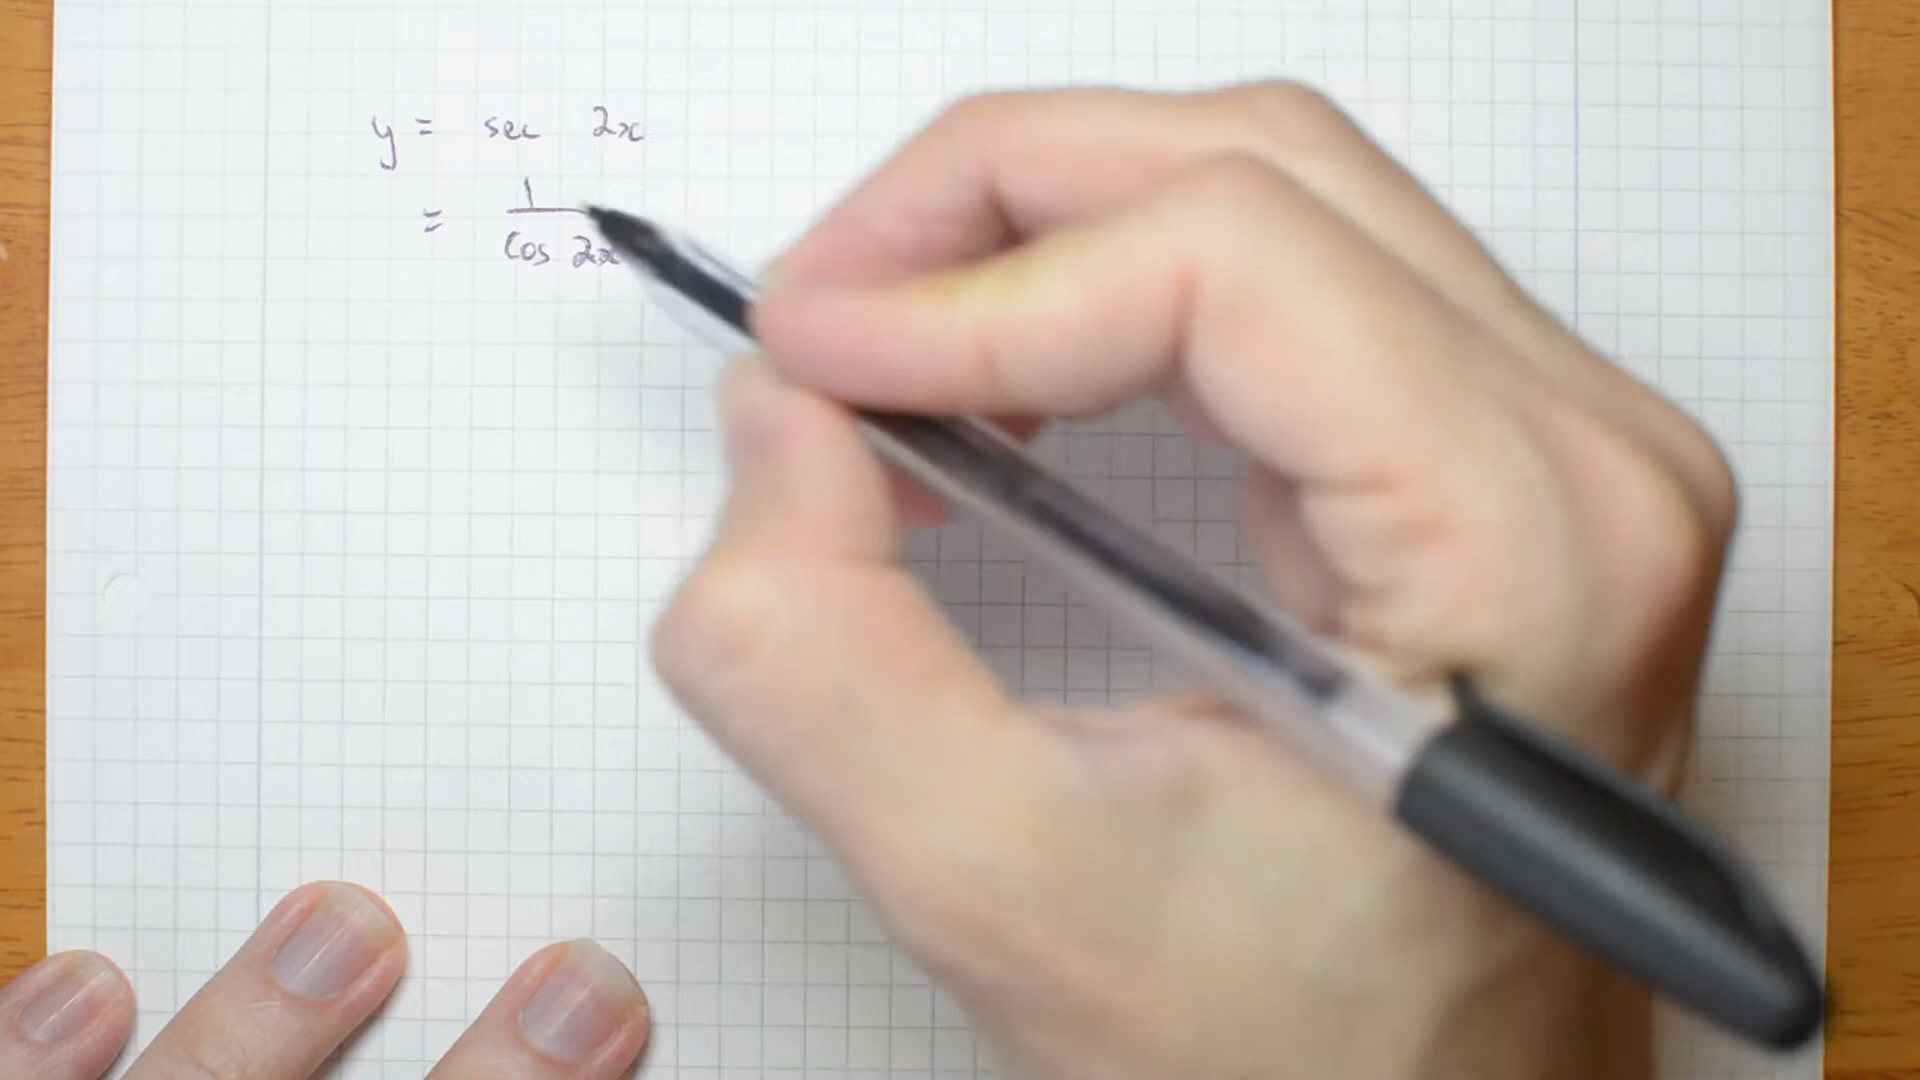 y = sec 2x
= 1/cos 2x